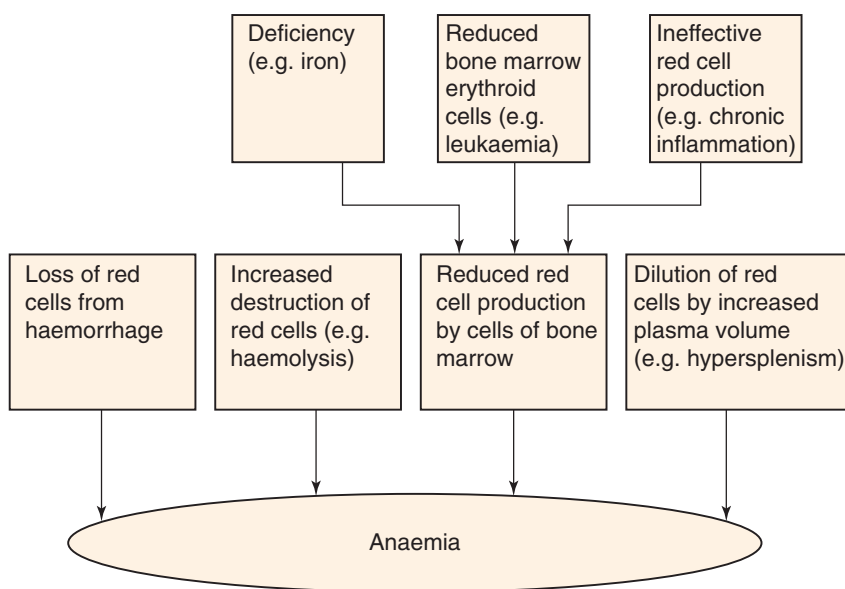 Deficiency
(e.g. iron)
Reduced
bone marrow
erythroid
cells (e.g.
leukaemia)
Ineffective
red cell
production
(e.g. chronic
inflammation)
Loss of red
cells from
haemorrhage
Increased
destruction of
red cells (e.g.
haemolysis)
Reduced red
cell production
by cells of bone
marrow
Dilution of red
cells by increased
plasma volume
(e.g. hypersplenism)
Anaemia